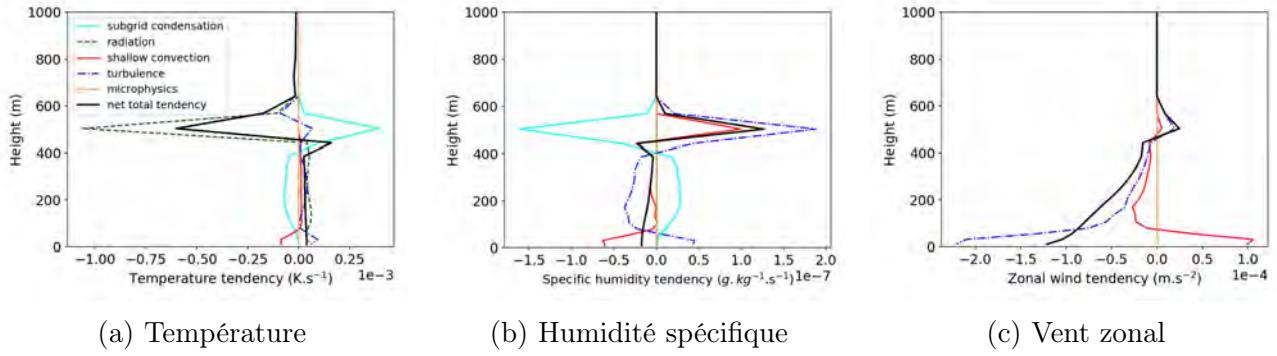 1000
800
600
400
200
0
Height (m)
subgrid condensation
radiation
shallow convection
turbulence
microphysics
net total tendency
−1.00 −0.75 −0.50 −0.25 0.00 0.25
1e−3
Temperature tendency (K.s⁻¹)
(a) Température
1000
800
600
400
200
0
Height (m)
−1.5 −1.0 −0.5 0.0 0.5 1.0 1.5 2.0
1e−7
Specific humidity tendency (g.kg⁻¹.s⁻¹)
(b) Humidité spécifique
1000
800
600
400
200
0
Height (m)
−2.0 −1.5 −1.0 −0.5 0.0 0.5 1.0
1e−4
Zonal wind tendency (m.s⁻²)
(c) Vent zonal